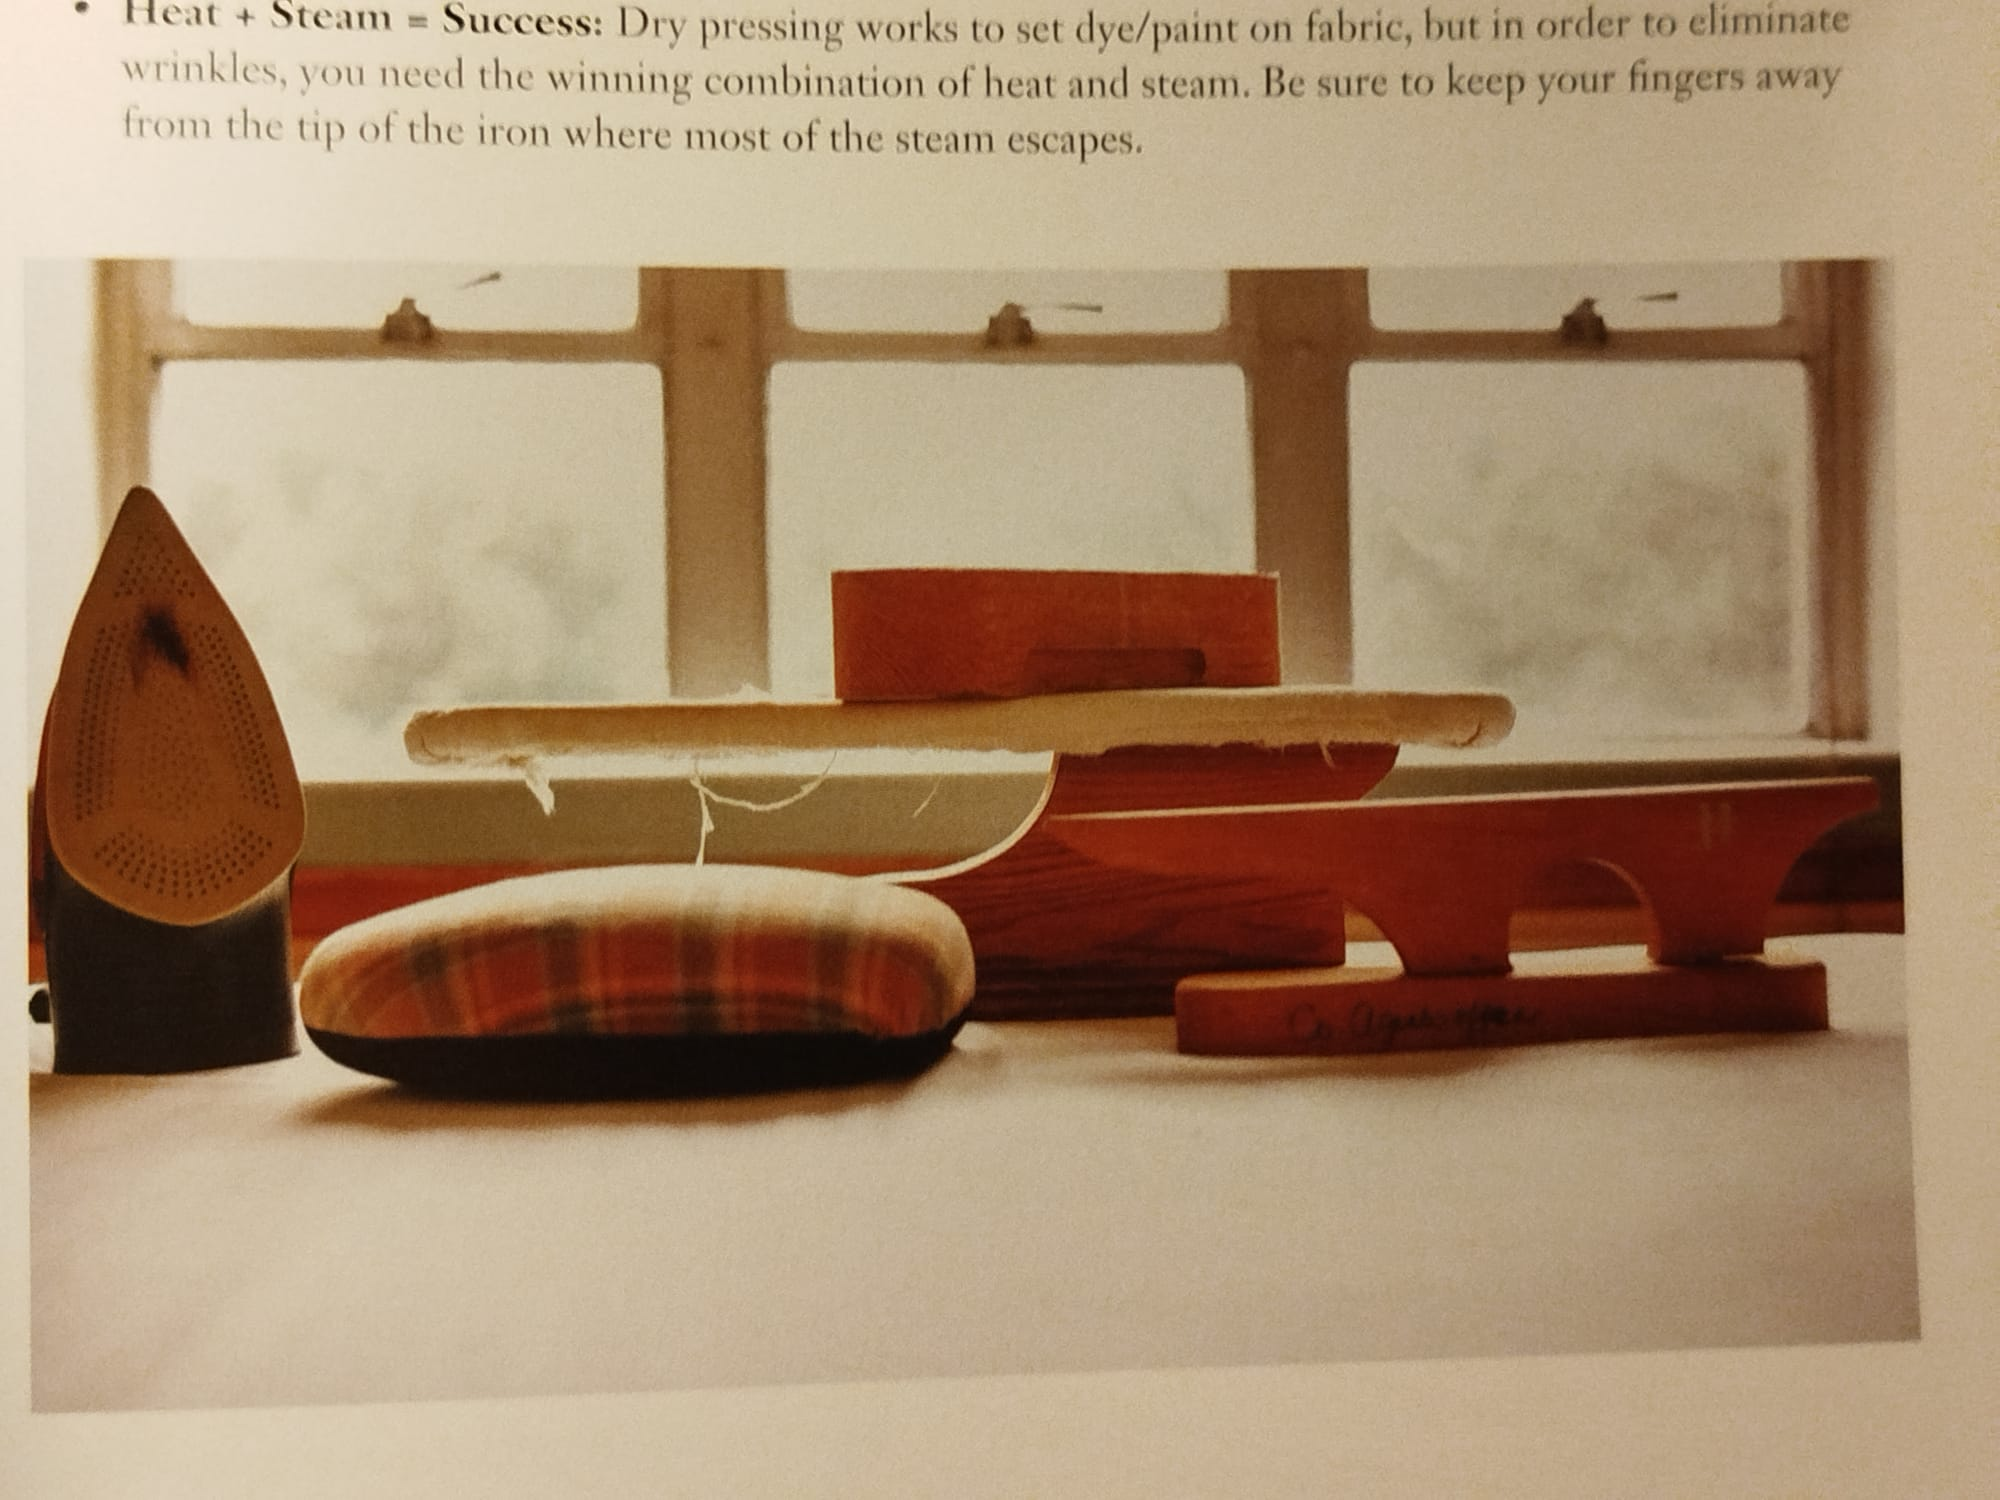 • Heat + Steam = Success: Dry pressing works to set dye/paint on fabric, but in order to eliminate
wrinkles, you need the winning combination of heat and steam. Be sure to keep your fingers away
from the tip of the iron where most of the steam escapes.